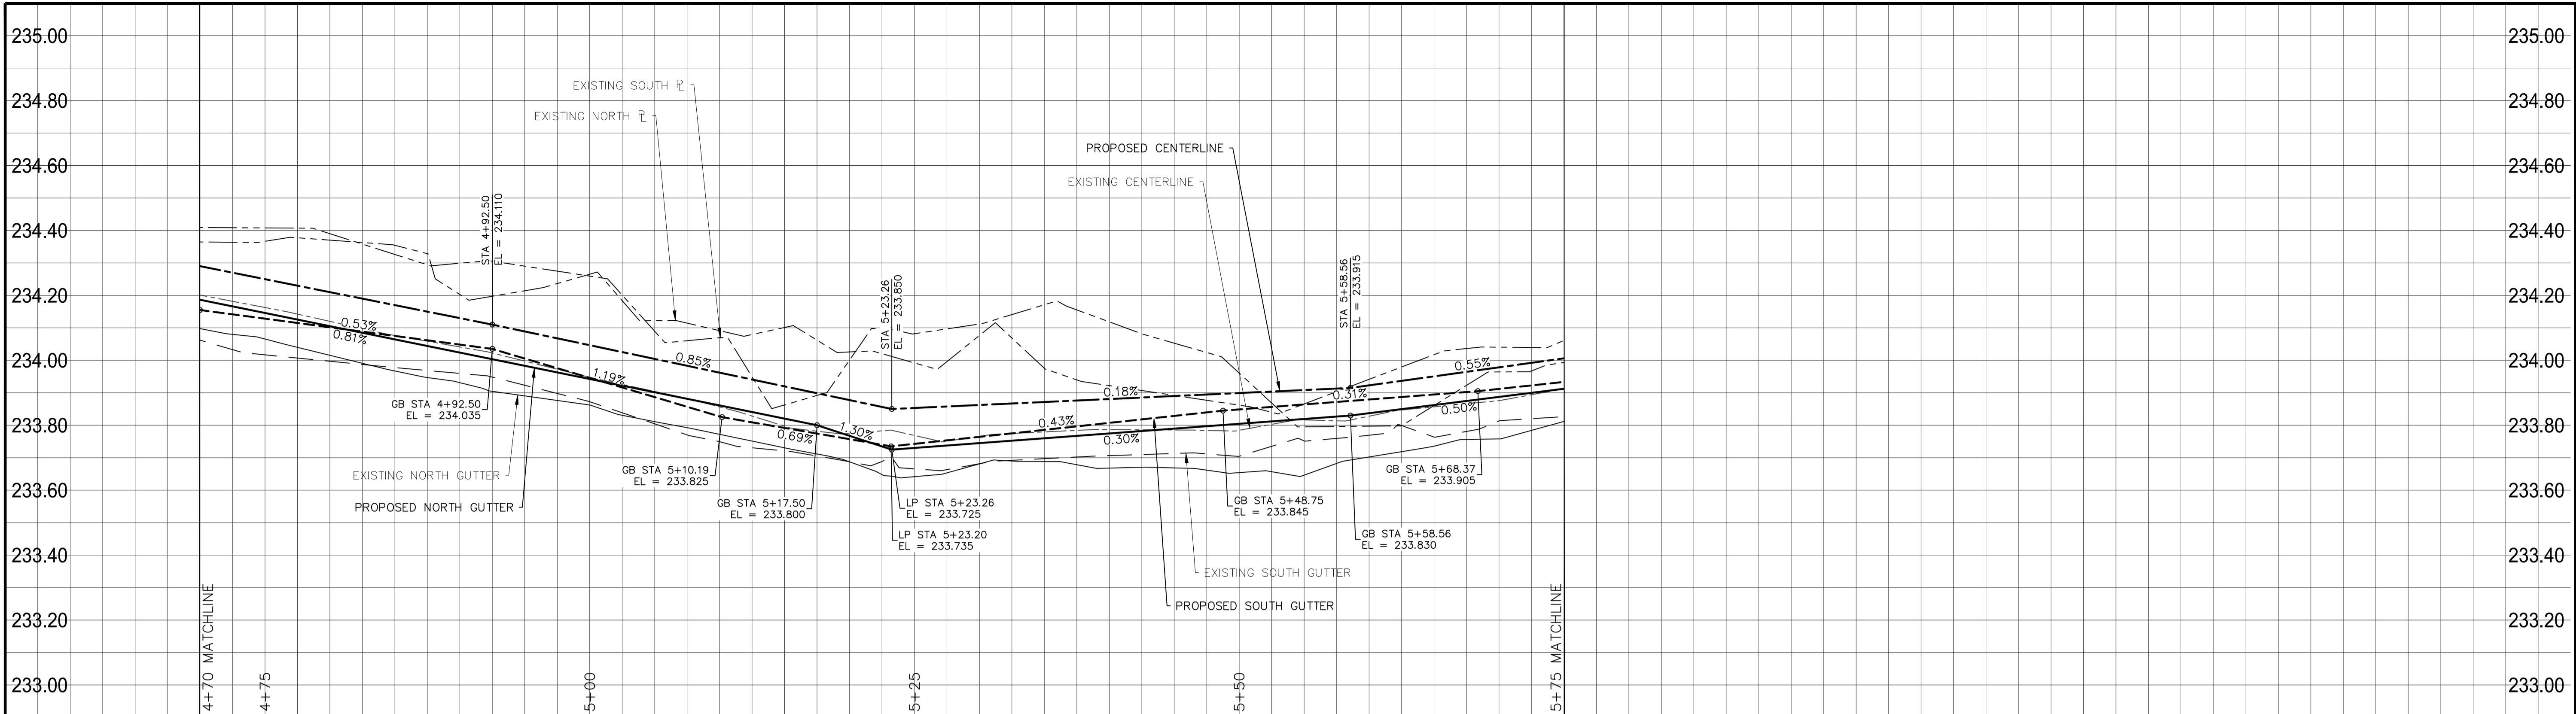 235.00
235.00
234.80
234.80
234.60
234.60
234.40
234.40
234.20
234.20
234.00
234.00
233.80
233.80
233.60
233.60
233.40
233.40
233.20
233.20
233.00
233.00
EXISTING SOUTH ℄
EXISTING NORTH ℄
PROPOSED CENTERLINE
EXISTING CENTERLINE
STA 4+92.50
EL = 234.110
STA 5+23.26
EL = 233.850
STA 5+58.56
EL = 233.915
0.53%
0.81%
0.85%
1.19%
0.69%
1.30%
0.43%
0.30%
0.18%
0.31%
0.55%
0.50%
GB STA 4+92.50
EL = 234.035
EXISTING NORTH GUTTER
PROPOSED NORTH GUTTER
GB STA 5+10.19
EL = 233.825
GB STA 5+17.50
EL = 233.800
LP STA 5+23.26
EL = 233.725
LP STA 5+23.20
EL = 233.735
GB STA 5+48.75
EL = 233.845
GB STA 5+58.56
EL = 233.830
GB STA 5+68.37
EL = 233.905
EXISTING SOUTH GUTTER
PROPOSED SOUTH GUTTER
4+70 MATCHLINE
4+75
5+00
5+25
5+50
5+75 MATCHLINE